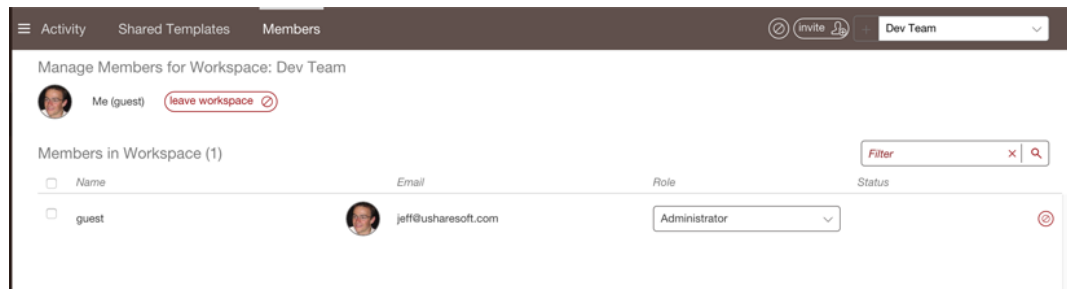 Activity Shared Templates Members invite Dev Team
Manage Members for Workspace: Dev Team
Me (guest) leave workspace
Members in Workspace (1) Filter
Name Email Role Status
guest jeff@usharesoft.com Administrator